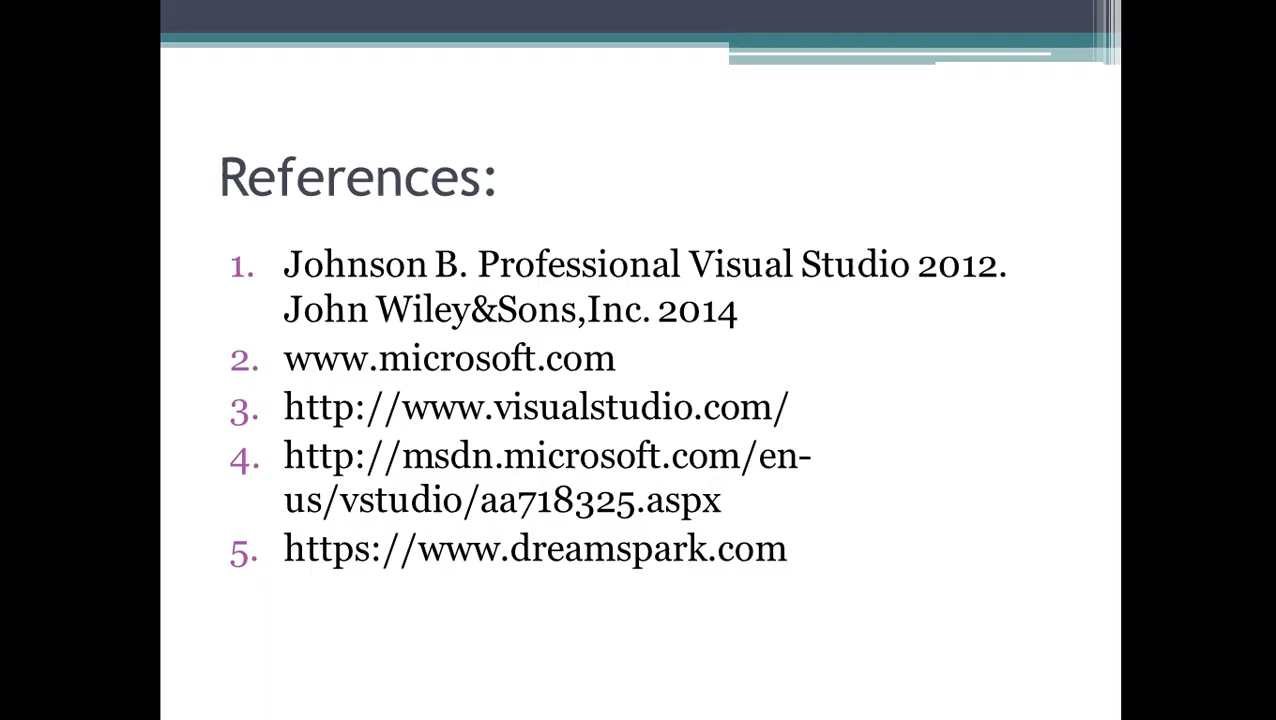 References:
1. Johnson B. Professional Visual Studio 2012.
John Wiley&Sons,Inc. 2014
2. www.microsoft.com
3. http://www.visualstudio.com/
4. http://msdn.microsoft.com/en-
us/vstudio/aa718325.aspx
5. https://www.dreamspark.com